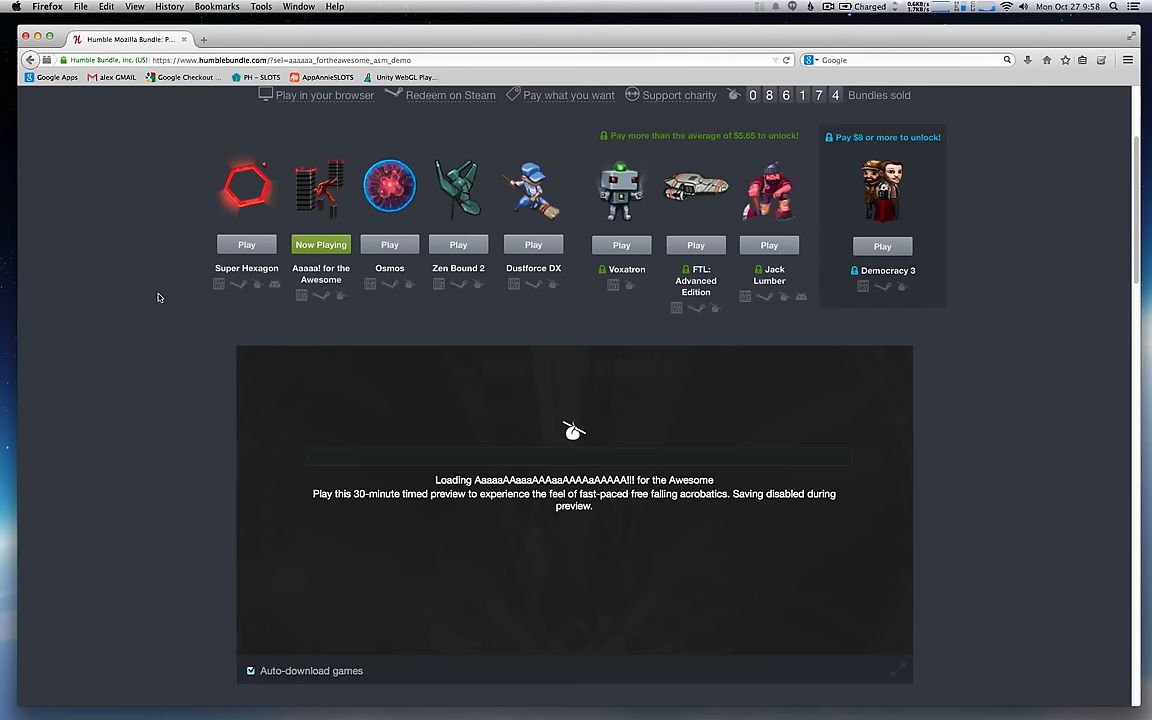 Firefox File Edit View History Bookmarks Tools Window Help Charged 0.6KB/s 1.7KB/s Mon Oct 27 9:58
Humble Mozilla Bundle: P...
Humble Bundle, Inc. (US) https://www.humblebundle.com/?sel=aaaaaa_fortheawesome_asm_demo Google
Google Apps alex GMAIL Google Checkout ... PH - SLOTS AppAnnieSLOTS Unity WebGL Play...
Play in your browser Redeem on Steam Pay what you want Support charity 086174 Bundles sold
Pay more than the average of $5.65 to unlock! Pay $8 or more to unlock!
Play Now Playing Play Play Play Play Play Play Play
Super Hexagon
Aaaaa! for the
Awesome
Osmos
Zen Bound 2
Dustforce DX
Voxatron
FTL:
Advanced
Edition
Jack
Lumber
Democracy 3
Loading AaaaaAAaaaAAAaaAAAAaAAAAA!!! for the Awesome
Play this 30-minute timed preview to experience the feel of fast-paced free falling acrobatics. Saving disabled during
preview.
Auto-download games